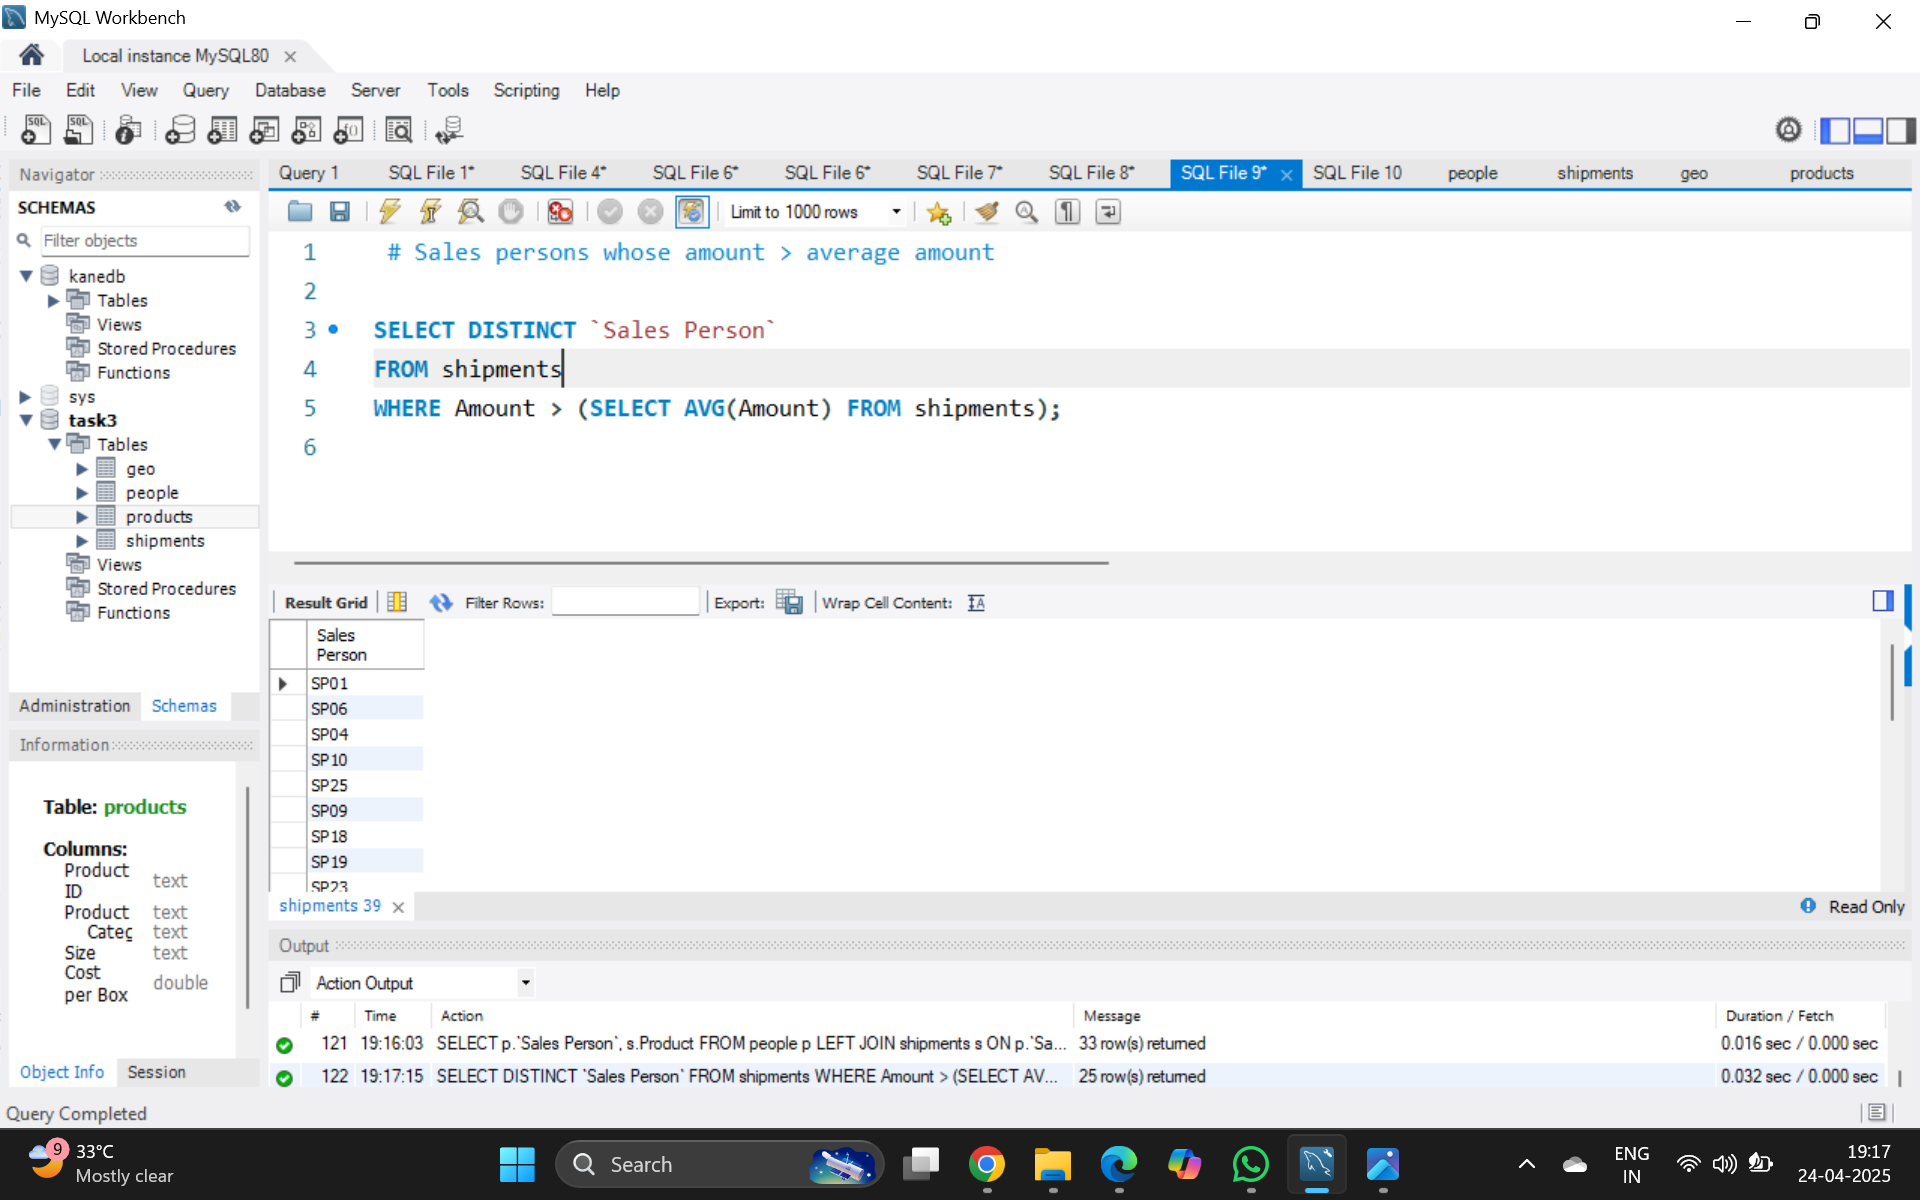 MySQL Workbench
Local instance MySQL80
File Edit View Query Database Server Tools Scripting Help
Navigator
SCHEMAS
Filter objects
kanedb
Tables
Views
Stored Procedures
Functions
sys
task3
Tables
geo
people
products
shipments
Views
Stored Procedures
Functions
Administration Schemas
Information
Table: products
Columns:
Product ID text
Product text
Categ text
Size text
Cost per Box double
Object Info Session
Query 1 SQL File 1* SQL File 4* SQL File 6* SQL File 6* SQL File 7* SQL File 8* SQL File 9* SQL File 10 people shipments geo products
Limit to 1000 rows
1 # Sales persons whose amount > average amount
2
3 SELECT DISTINCT `Sales Person`
4 FROM shipments
5 WHERE Amount > (SELECT AVG(Amount) FROM shipments);
6
Result Grid Filter Rows: Export: Wrap Cell Content:
Sales
Person
SP01
SP06
SP04
SP10
SP25
SP09
SP18
SP19
SP23
shipments 39
Read Only
Output
Action Output
# Time Action Message Duration / Fetch
121 19:16:03 SELECT p.`Sales Person`, s.Product FROM people p LEFT JOIN shipments s ON p.`Sa... 33 row(s) returned 0.016 sec / 0.000 sec
122 19:17:15 SELECT DISTINCT `Sales Person` FROM shipments WHERE Amount > (SELECT AV... 25 row(s) returned 0.032 sec / 0.000 sec
Query Completed
9
33°C
Mostly clear
Search
ENG
IN
19:17
24-04-2025